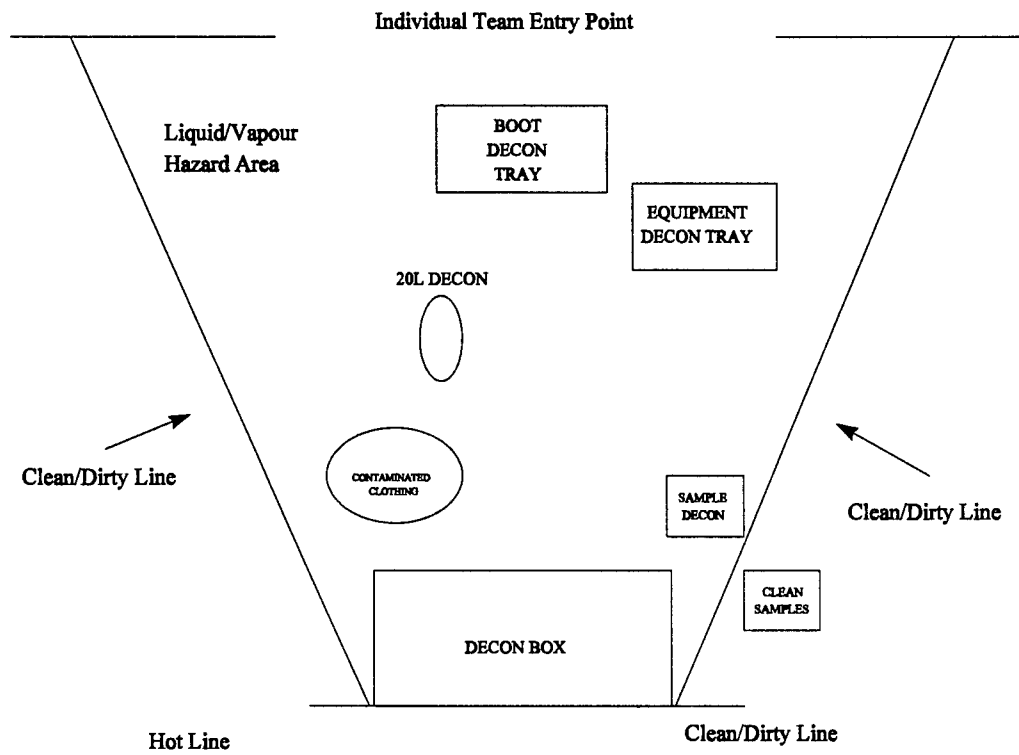 Individual Team Entry Point
Liquid/Vapour
Hazard Area
BOOT
DECON
TRAY
EQUIPMENT
DECON TRAY
20L DECON
CONTAMINATED
CLOTHING
Clean/Dirty Line
SAMPLE
DECON
Clean/Dirty Line
CLEAN
SAMPLES
DECON BOX
Hot Line
Clean/Dirty Line